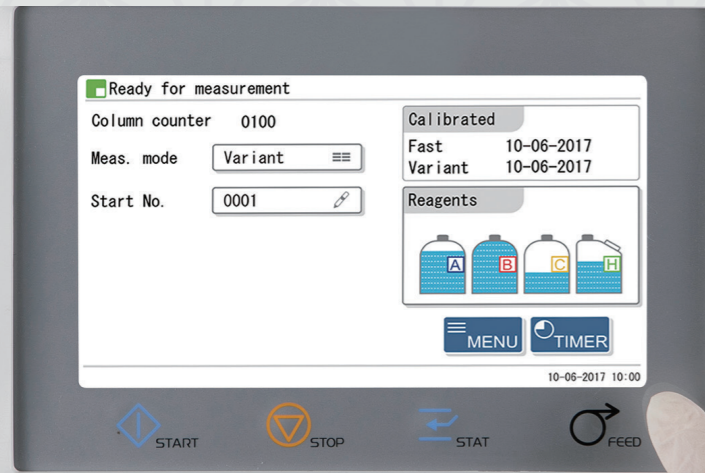 Ready for measurement
Column counter 0100
Meas. mode Variant
Start No. 0001
Calibrated
Fast 10-06-2017
Variant 10-06-2017
Reagents
A B C H
MENU TIMER
10-06-2017 10:00
START STOP STAT FEED